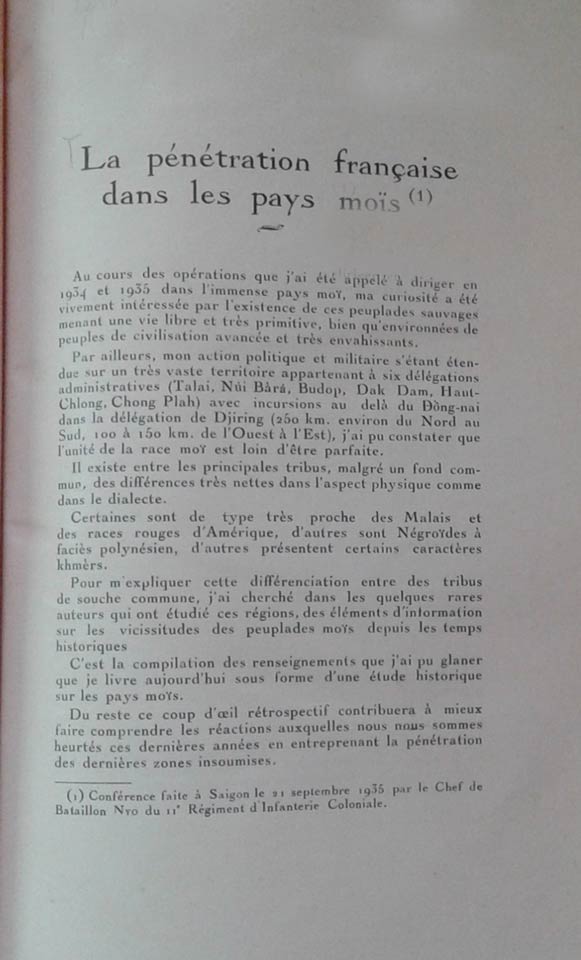 La pénétration française
dans les pays moïs (1)
Au cours des opérations que j'ai été appelé à diriger en
1934 et 1935 dans l'immense pays moï, ma curiosité a été
vivement intéressée par l'existence de ces peuplades sauvages
menant une vie libre et très primitive, bien qu'environnées de
peuples de civilisation avancée et très envahissants.
Par ailleurs, mon action politique et militaire s'étant éten-
due sur un très vaste territoire appartenant à six délégations
administratives (Talai, Núi Bàrá, Budop, Dak Dam, Haut-
Chlong, Chong Plah) avec incursions au delà du Đồng-nai
dans la délégation de Djiring (250 km. environ du Nord au
Sud, 100 à 150 km. de l'Ouest à l'Est), j'ai pu constater que
l'unité de la race moï est loin d'être parfaite.
Il existe entre les principales tribus, malgré un fond com-
mun, des différences très nettes dans l'aspect physique comme
dans le dialecte.
Certaines sont de type très proche des Malais et
des races rouges d'Amérique, d'autres sont Négroïdes à
faciès polynésien, d'autres présentent certains caractères
khmèrs.
Pour m'expliquer cette différenciation entre des tribus
de souche commune, j'ai cherché dans les quelques rares
auteurs qui ont étudié ces régions, des éléments d'information
sur les vicissitudes des peuplades moïs depuis les temps
historiques
C'est la compilation des renseignements que j'ai pu glaner
que je livre aujourd'hui sous forme d'une étude historique
sur les pays moïs.
Du reste ce coup d'œil rétrospectif contribuera à mieux
faire comprendre les réactions auxquelles nous nous sommes
heurtés ces dernières années en entreprenant la pénétration
des dernières zones insoumises.
(1) Conférence faite à Saigon le 21 septembre 1935 par le Chef de
Bataillon Nyo du 11e Régiment d'Infanterie Coloniale.